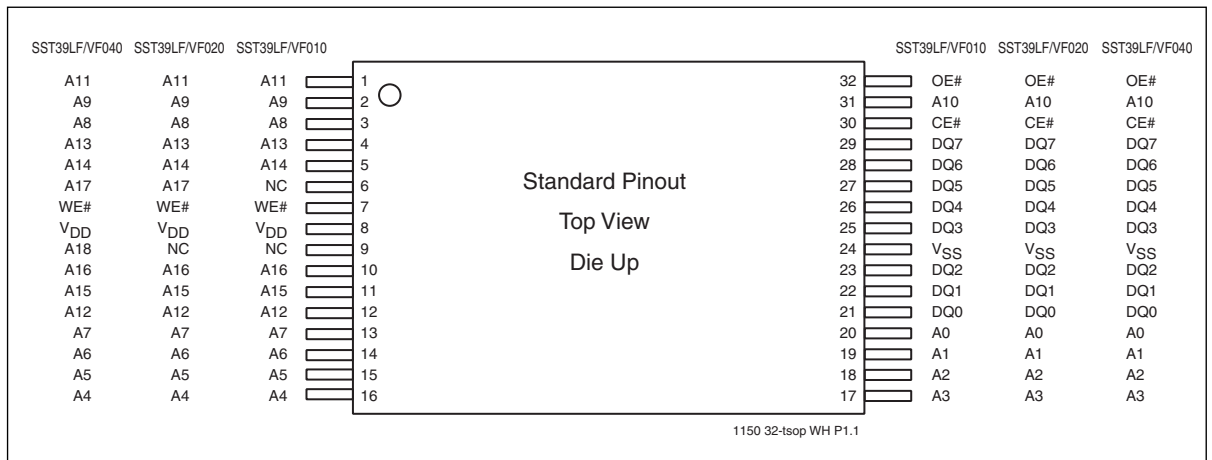 SST39LF/VF040 SST39LF/VF020 SST39LF/VF010 SST39LF/VF010 SST39LF/VF020 SST39LF/VF040
A11 A11 A11 1 32 OE# OE# OE#
A9 A9 A9 2 31 A10 A10 A10
A8 A8 A8 3 30 CE# CE# CE#
A13 A13 A13 4 29 DQ7 DQ7 DQ7
A14 A14 A14 5 28 DQ6 DQ6 DQ6
A17 A17 NC 6 Standard Pinout 27 DQ5 DQ5 DQ5
WE# WE# WE# 7 26 DQ4 DQ4 DQ4
VDD VDD VDD 8 Top View 25 DQ3 DQ3 DQ3
A18 NC NC 9 24 VSS VSS VSS
A16 A16 A16 10 Die Up 23 DQ2 DQ2 DQ2
A15 A15 A15 11 22 DQ1 DQ1 DQ1
A12 A12 A12 12 21 DQ0 DQ0 DQ0
A7 A7 A7 13 20 A0 A0 A0
A6 A6 A6 14 19 A1 A1 A1
A5 A5 A5 15 18 A2 A2 A2
A4 A4 A4 16 17 A3 A3 A3
1150 32-tsop WH P1.1